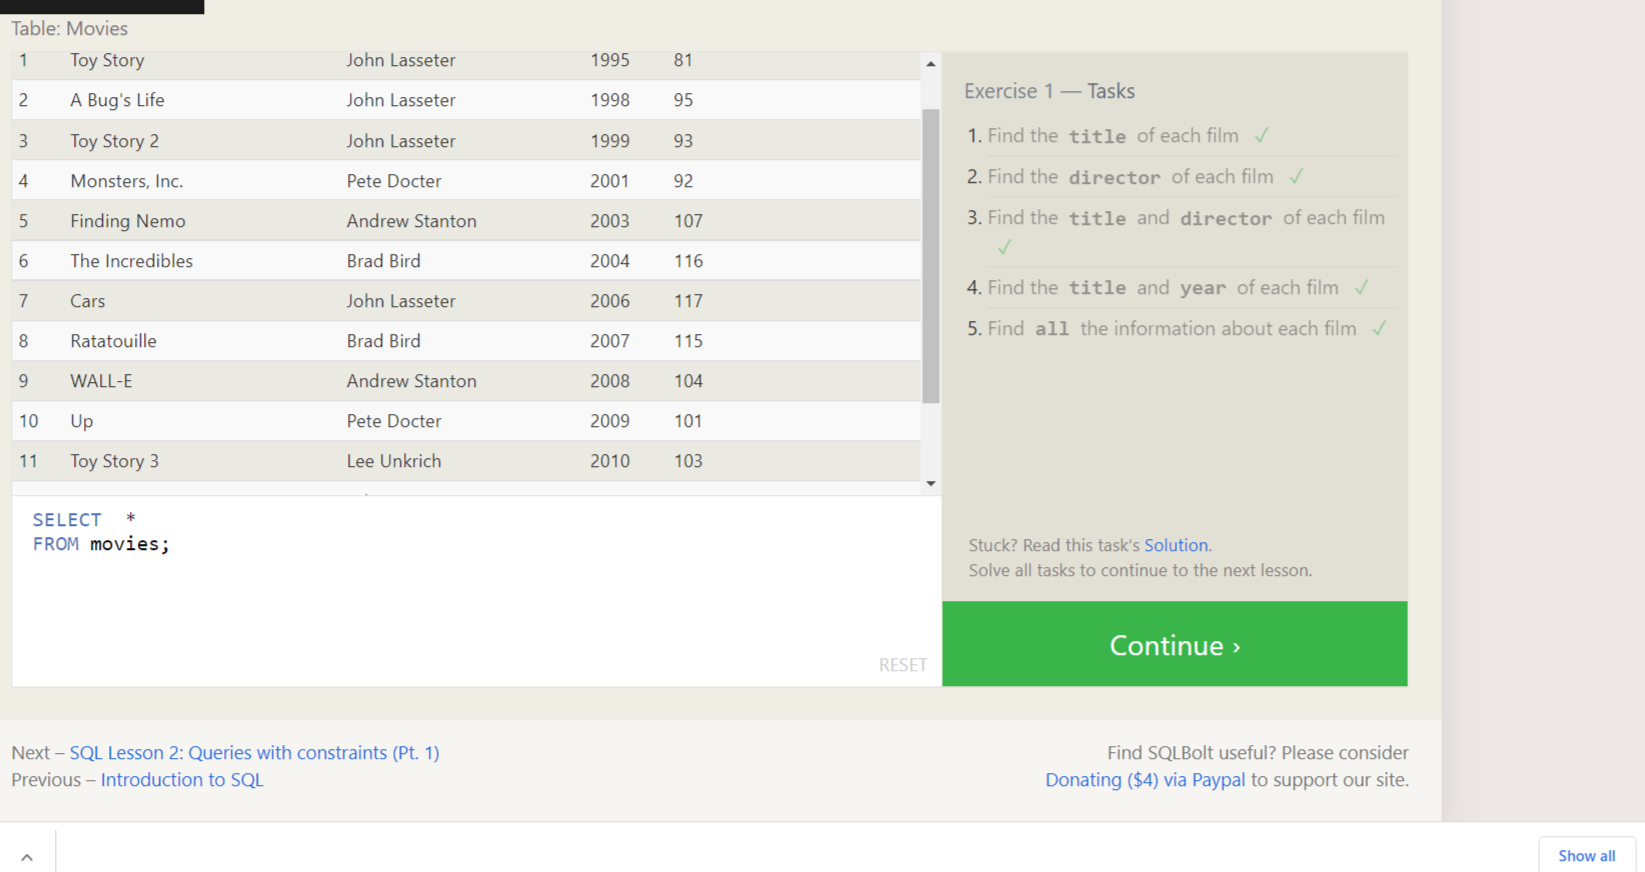 Table: Movies
1 Toy Story John Lasseter 1995 81
2 A Bug's Life John Lasseter 1998 95
3 Toy Story 2 John Lasseter 1999 93
4 Monsters, Inc. Pete Docter 2001 92
5 Finding Nemo Andrew Stanton 2003 107
6 The Incredibles Brad Bird 2004 116
7 Cars John Lasseter 2006 117
8 Ratatouille Brad Bird 2007 115
9 WALL-E Andrew Stanton 2008 104
10 Up Pete Docter 2009 101
11 Toy Story 3 Lee Unkrich 2010 103
SELECT *
FROM movies;
RESET
Exercise 1 — Tasks
1. Find the title of each film ✓
2. Find the director of each film ✓
3. Find the title and director of each film
✓
4. Find the title and year of each film ✓
5. Find all the information about each film ✓
Stuck? Read this task's Solution.
Solve all tasks to continue to the next lesson.
Continue ›
Next – SQL Lesson 2: Queries with constraints (Pt. 1)
Previous – Introduction to SQL
Find SQLBolt useful? Please consider
Donating ($4) via Paypal to support our site.
Show all